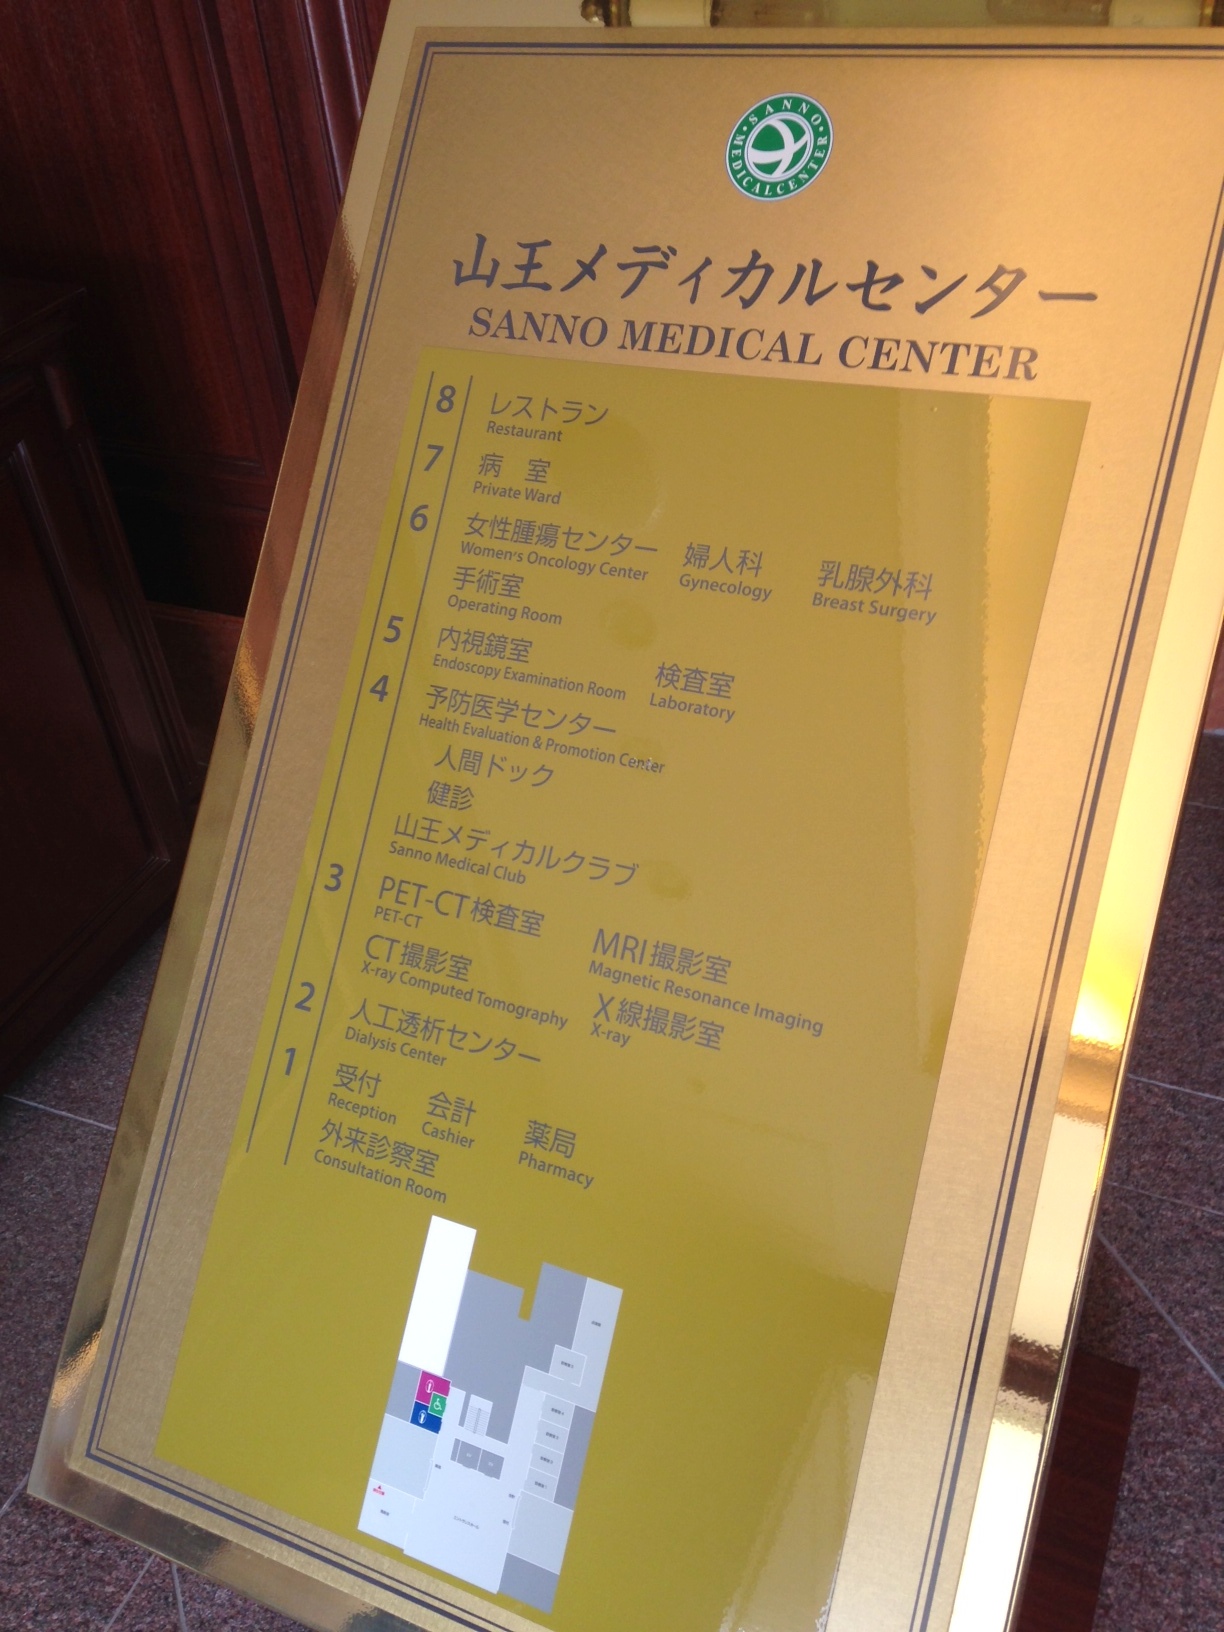 SANNO MEDICAL CENTER
山王メディカルセンター
SANNO MEDICAL CENTER
8 レストラン
Restaurant
7 病 室
Private Ward
6 女性腫瘍センター 婦人科 乳腺外科
Women's Oncology Center Gynecology Breast Surgery
手術室
Operating Room
5 内視鏡室 検査室
Endoscopy Examination Room Laboratory
4 予防医学センター
Health Evaluation & Promotion Center
人間ドック
健診
山王メディカルクラブ
Sanno Medical Club
3 PET-CT検査室 MRI撮影室
PET-CT Magnetic Resonance Imaging
CT撮影室 X線撮影室
X-ray Computed Tomography X-ray
2 人工透析センター
Dialysis Center
1 受付 会計 薬局
Reception Cashier Pharmacy
外来診察室
Consultation Room